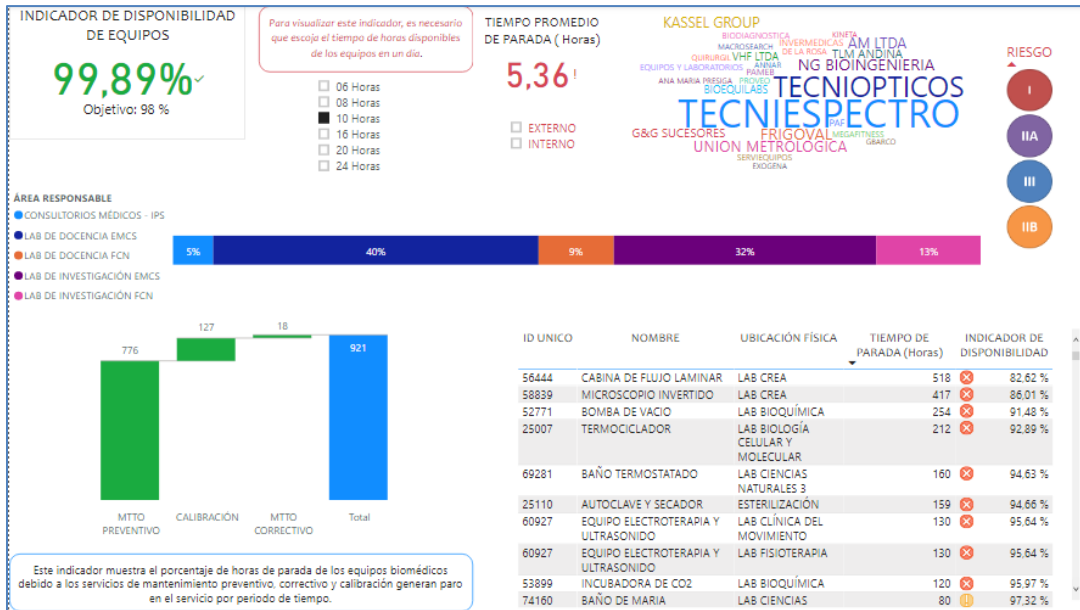 INDICADOR DE DISPONIBILIDAD
DE EQUIPOS
99,89%
Objetivo: 98 %
Para visualizar este indicador, es necesario
que escoja el tiempo de horas disponibles
de los equipos en un día.
06 Horas
08 Horas
10 Horas
16 Horas
20 Horas
24 Horas
TIEMPO PROMEDIO
DE PARADA ( Horas)
5,36!
EXTERNO
INTERNO
KASSEL GROUP
BIODIAGNOSTICA
KINETA
MACROSEARCH
INVERMEDICAS
AM LTDA
DE LA ROSA
QUIRURGIL
VHF LTDA
TLM ANDINA
EQUIPOS Y LABORATORIOS
ANNAR
NG BIOINGENIERIA
PAMEB
ANA MARIA PRESIGA
PROVEO
BIOEQUILABS
TECNIOPTICOS
TECNIESPECTRO
PAF
G&G SUCESORES
FRIGOVAL
MEGAFITNESS
UNION METROLOGICA
GBARCO
SERVIEQUIPOS
EXOGENA
RIESGO
I
IIA
III
IIB
ÁREA RESPONSABLE
CONSULTORIOS MÉDICOS - IPS
LAB DE DOCENCIA EMCS
LAB DE DOCENCIA FCN
LAB DE INVESTIGACIÓN EMCS
LAB DE INVESTIGACIÓN FCN
5% 40% 9% 32% 13%
776 127 18 921
MTTO PREVENTIVO
CALIBRACIÓN
MTTO CORRECTIVO
Total
Este indicador muestra el porcentaje de horas de parada de los equipos biomédicos
debido a los servicios de mantenimiento preventivo, correctivo y calibración generan paro
en el servicio por periodo de tiempo.
ID UNICO NOMBRE UBICACIÓN FÍSICA TIEMPO DE PARADA (Horas) INDICADOR DE DISPONIBILIDAD
56444 CABINA DE FLUJO LAMINAR LAB CREA 518 82,62 %
58839 MICROSCOPIO INVERTIDO LAB CREA 417 86,01 %
52771 BOMBA DE VACIO LAB BIOQUÍMICA 254 91,48 %
25007 TERMOCICLADOR LAB BIOLOGÍA CELULAR Y MOLECULAR 212 92,89 %
69281 BAÑO TERMOSTATADO LAB CIENCIAS NATURALES 3 160 94,63 %
25110 AUTOCLAVE Y SECADOR ESTERILIZACIÓN 159 94,66 %
60927 EQUIPO ELECTROTERAPIA Y ULTRASONIDO LAB CLÍNICA DEL MOVIMIENTO 130 95,64 %
60927 EQUIPO ELECTROTERAPIA Y ULTRASONIDO LAB FISIOTERAPIA 130 95,64 %
53899 INCUBADORA DE CO2 LAB BIOQUÍMICA 120 95,97 %
74160 BAÑO DE MARIA LAB CIENCIAS 80 97,32 %